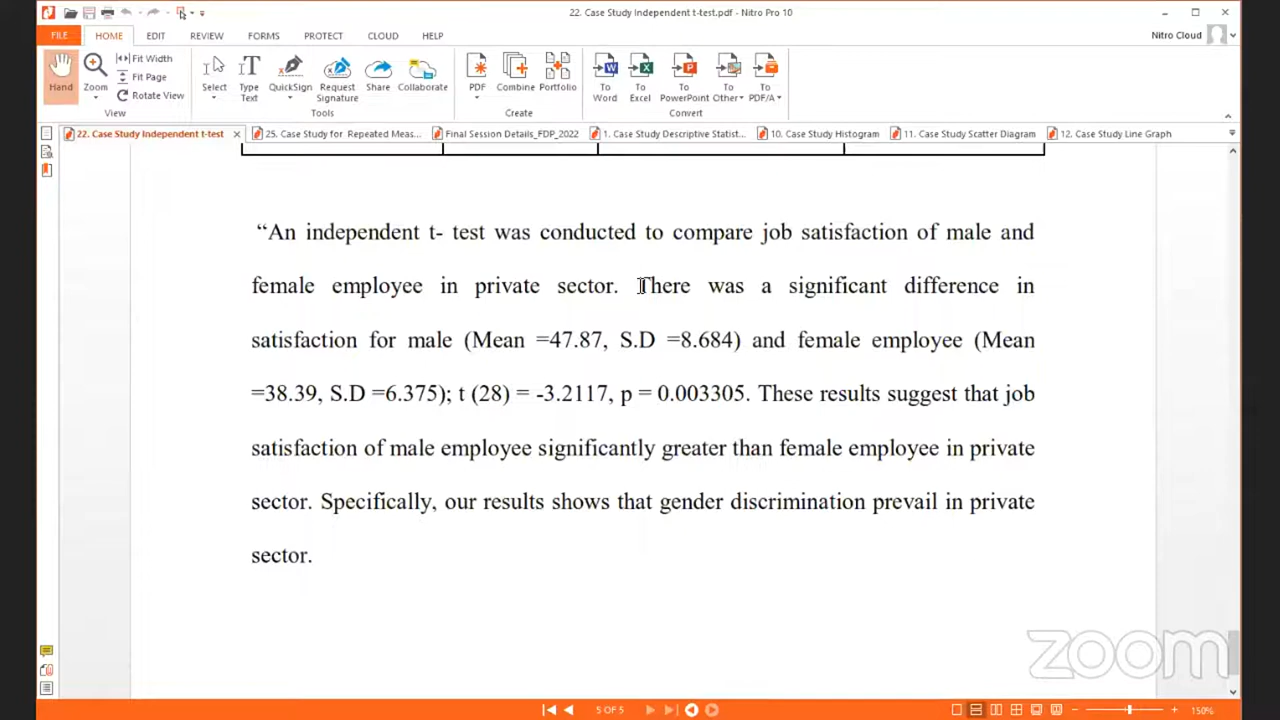 22. Case Study Independent t-test.pdf - Nitro Pro 10
FILE HOME EDIT REVIEW FORMS PROTECT CLOUD HELP
Nitro Cloud
Hand
Zoom
Fit Width
Fit Page
Rotate View
View
Select
Type Text
QuickSign
Request Signature
Share
Collaborate
Tools
PDF
Combine
Portfolio
Create
To Word
To Excel
To PowerPoint
To Other
To PDF/A
Convert
22. Case Study Independent t-test
25. Case Study for Repeated Meas...
Final Session Details_FDP_2022
1. Case Study Descriptive Statist...
10. Case Study Histogram
11. Case Study Scatter Diagram
12. Case Study Line Graph
“An independent t- test was conducted to compare job satisfaction of male and
female employee in private sector. There was a significant difference in
satisfaction for male (Mean =47.87, S.D =8.684) and female employee (Mean
=38.39, S.D =6.375); t (28) = -3.2117, p = 0.003305. These results suggest that job
satisfaction of male employee significantly greater than female employee in private
sector. Specifically, our results shows that gender discrimination prevail in private
sector.
zoom
5 OF 5
150%